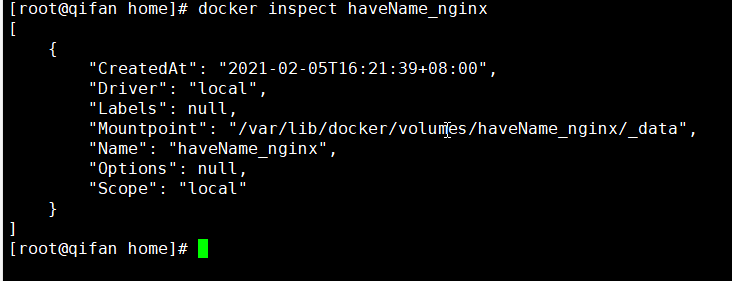 [root@qifan home]# docker inspect haveName_nginx
[
    {
        "CreatedAt": "2021-02-05T16:21:39+08:00",
        "Driver": "local",
        "Labels": null,
        "Mountpoint": "/var/lib/docker/volumes/haveName_nginx/_data",
        "Name": "haveName_nginx",
        "Options": null,
        "Scope": "local"
    }
]
[root@qifan home]#